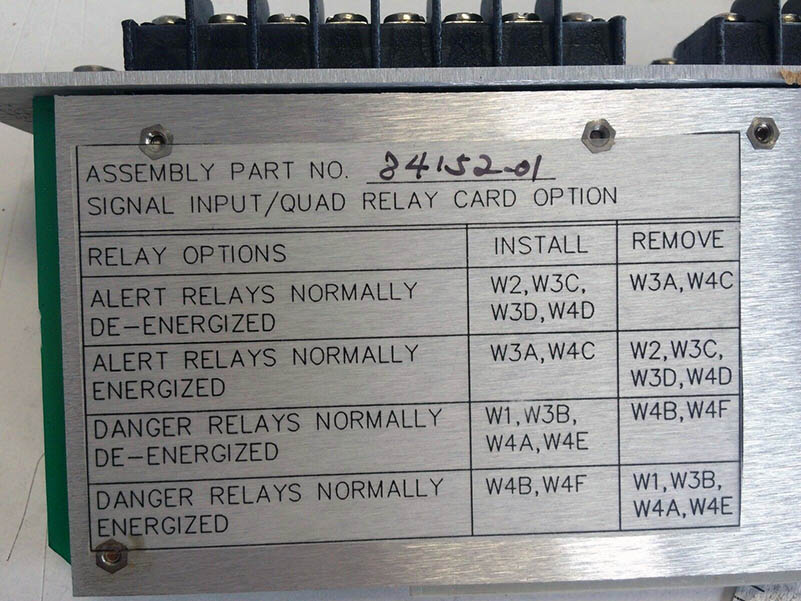 ASSEMBLY PART NO. 84152-01
SIGNAL INPUT/QUAD RELAY CARD OPTION
RELAY OPTIONS INSTALL REMOVE
ALERT RELAYS NORMALLY W2,W3C, W3A,W4C
DE-ENERGIZED W3D,W4D
ALERT RELAYS NORMALLY W3A,W4C W2,W3C,
ENERGIZED W3D,W4D
DANGER RELAYS NORMALLY W1,W3B, W4B,W4F
DE-ENERGIZED W4A,W4E
DANGER RELAYS NORMALLY W4B,W4F W1,W3B,
ENERGIZED W4A,W4E